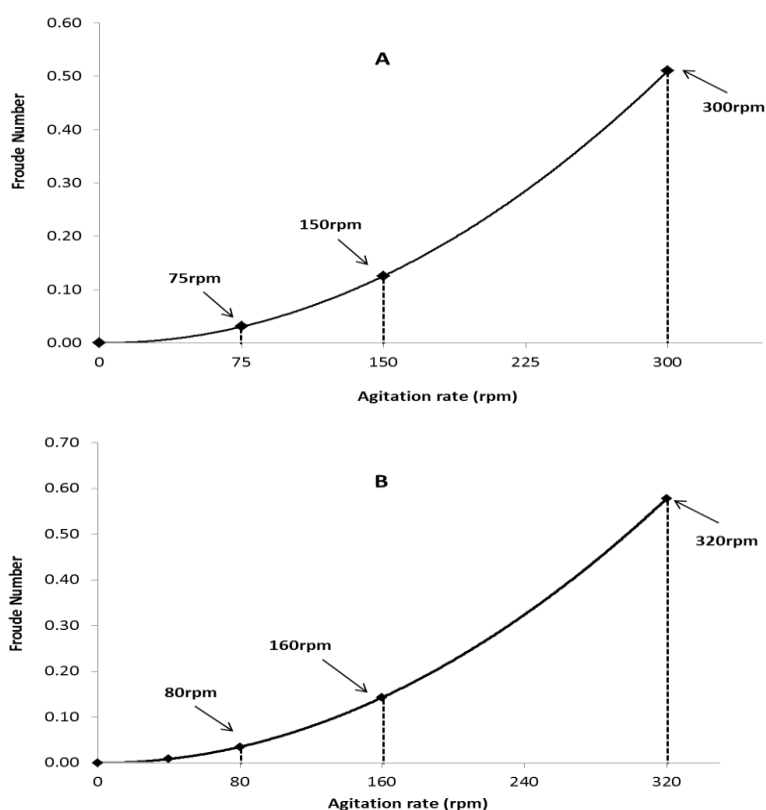 A
0.60
0.50
0.40
0.30
0.20
0.10
0.00
Froude Number
75rpm
150rpm
300rpm
0 75 150 225 300
Agitation rate (rpm)
B
0.70
0.60
0.50
0.40
0.30
0.20
0.10
0.00
Froude Number
80rpm
160rpm
320rpm
0 80 160 240 320
Agitation rate (rpm)